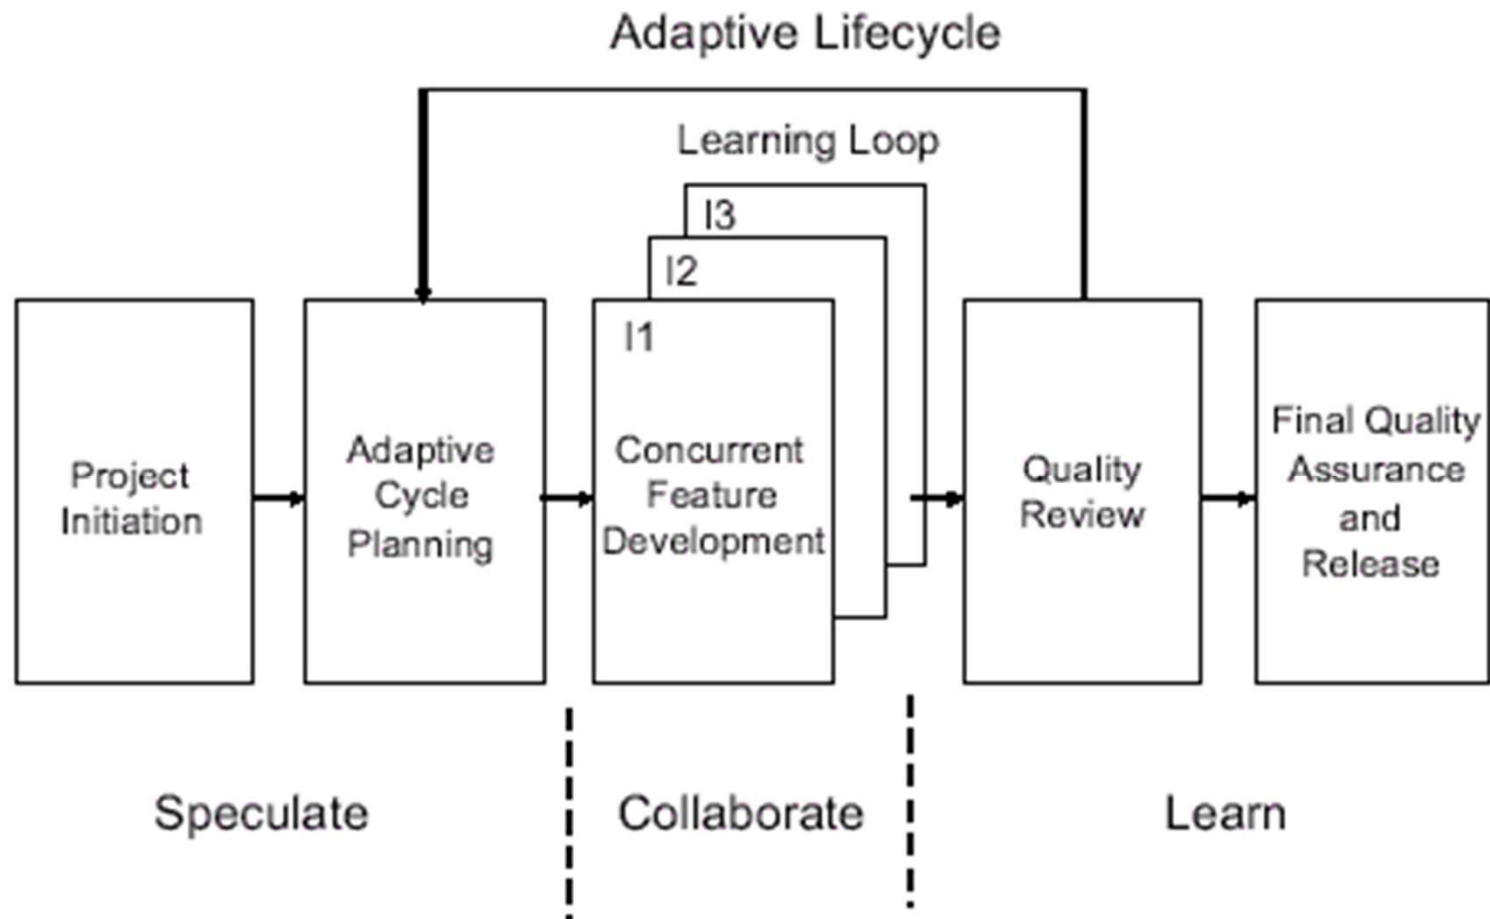 Adaptive Lifecycle
Learning Loop
I3
I2
I1
Project
Initiation
Adaptive
Cycle
Planning
Concurrent
Feature
Development
Quality
Review
Final Quality
Assurance
and
Release
Speculate
Collaborate
Learn